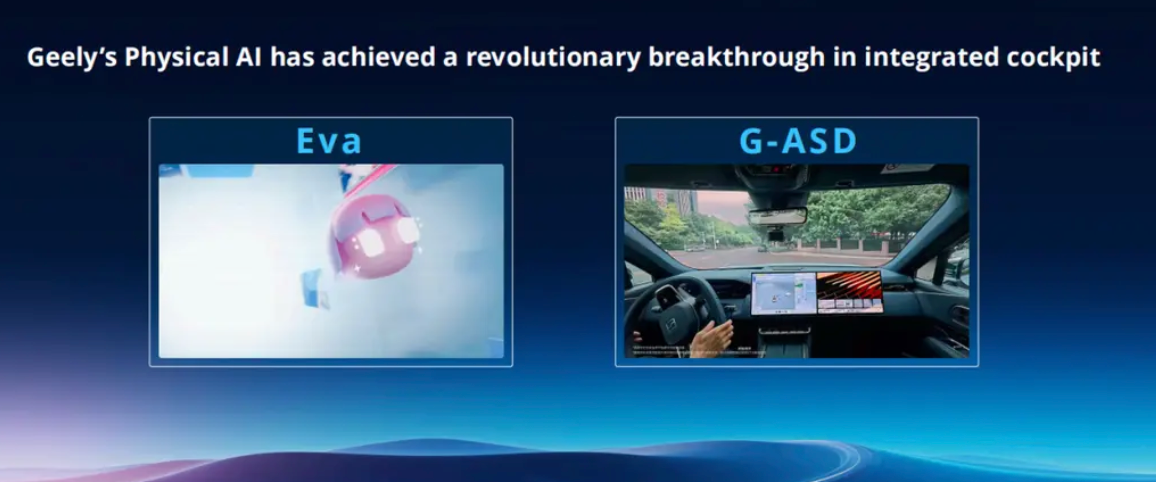 Geely’s Physical AI has achieved a revolutionary breakthrough in integrated cockpit
Eva
G-ASD